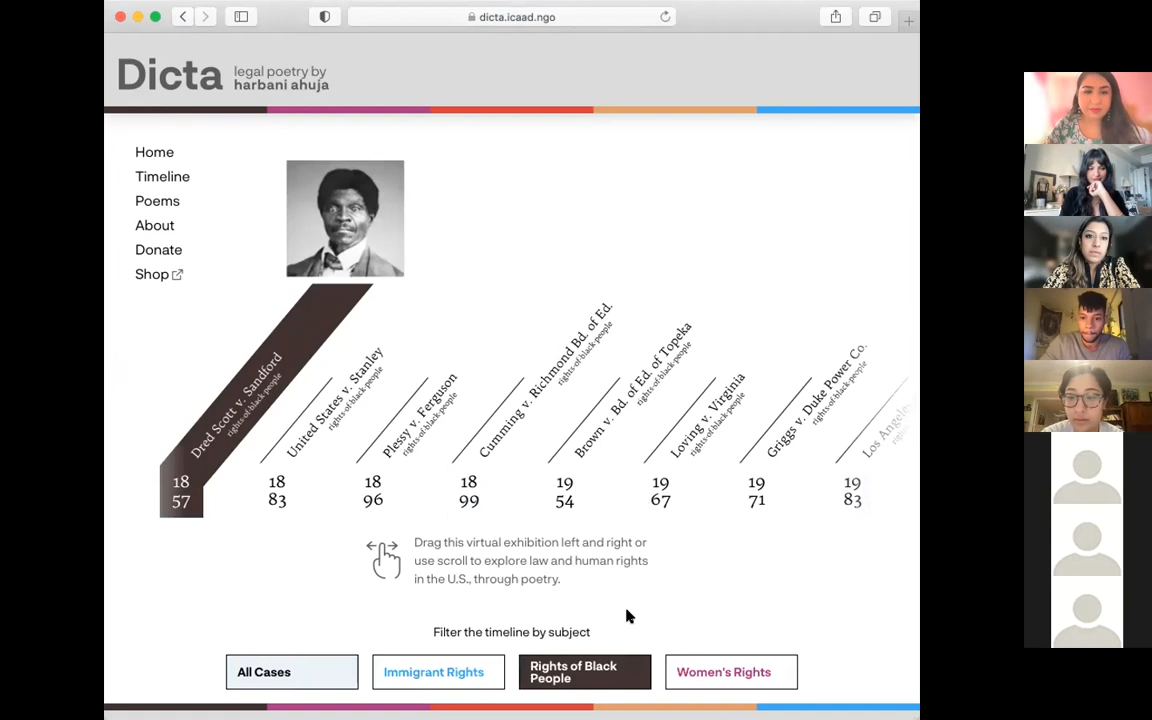 dicta.icaad.ngo
Dicta
legal poetry by
harbani ahuja
Home
Timeline
Poems
About
Donate
Shop
Dred Scott v. Sandford
rights of black people
United States v. Stanley
rights of black people
Plessy v. Ferguson
rights of black people
Cumming v. Richmond Bd. of Ed.
rights of black people
Brown v. Bd. of Ed. of Topeka
rights of black people
Loving v. Virginia
rights of black people
Griggs v. Duke Power Co.
rights of black people
Los
18
57
18
83
18
96
18
99
19
54
19
67
19
71
19
83
Drag this virtual exhibition left and right or
use scroll to explore law and human rights
in the U.S., through poetry.
Filter the timeline by subject
All Cases
Immigrant Rights
Rights of Black
People
Women's Rights